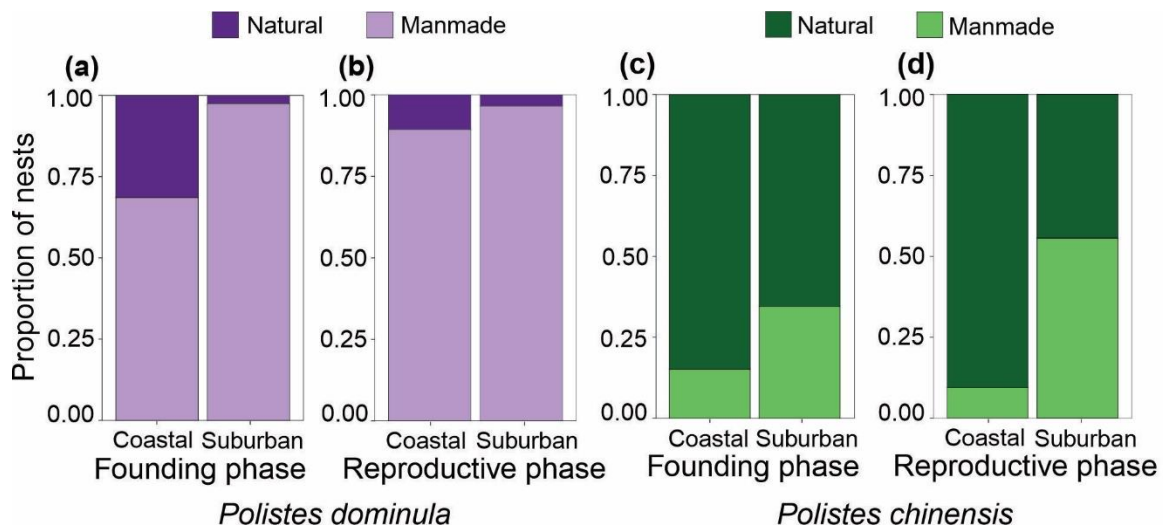 Natural Manmade Natural Manmade
(a) (b) (c) (d)
1.00 1.00 1.00 1.00
0.75 0.75 0.75 0.75
0.50 0.50 0.50 0.50
0.25 0.25 0.25 0.25
0.00 0.00 0.00 0.00
Proportion of nests
Coastal Suburban Coastal Suburban Coastal Suburban Coastal Suburban
Founding phase Reproductive phase Founding phase Reproductive phase
Polistes dominula Polistes chinensis